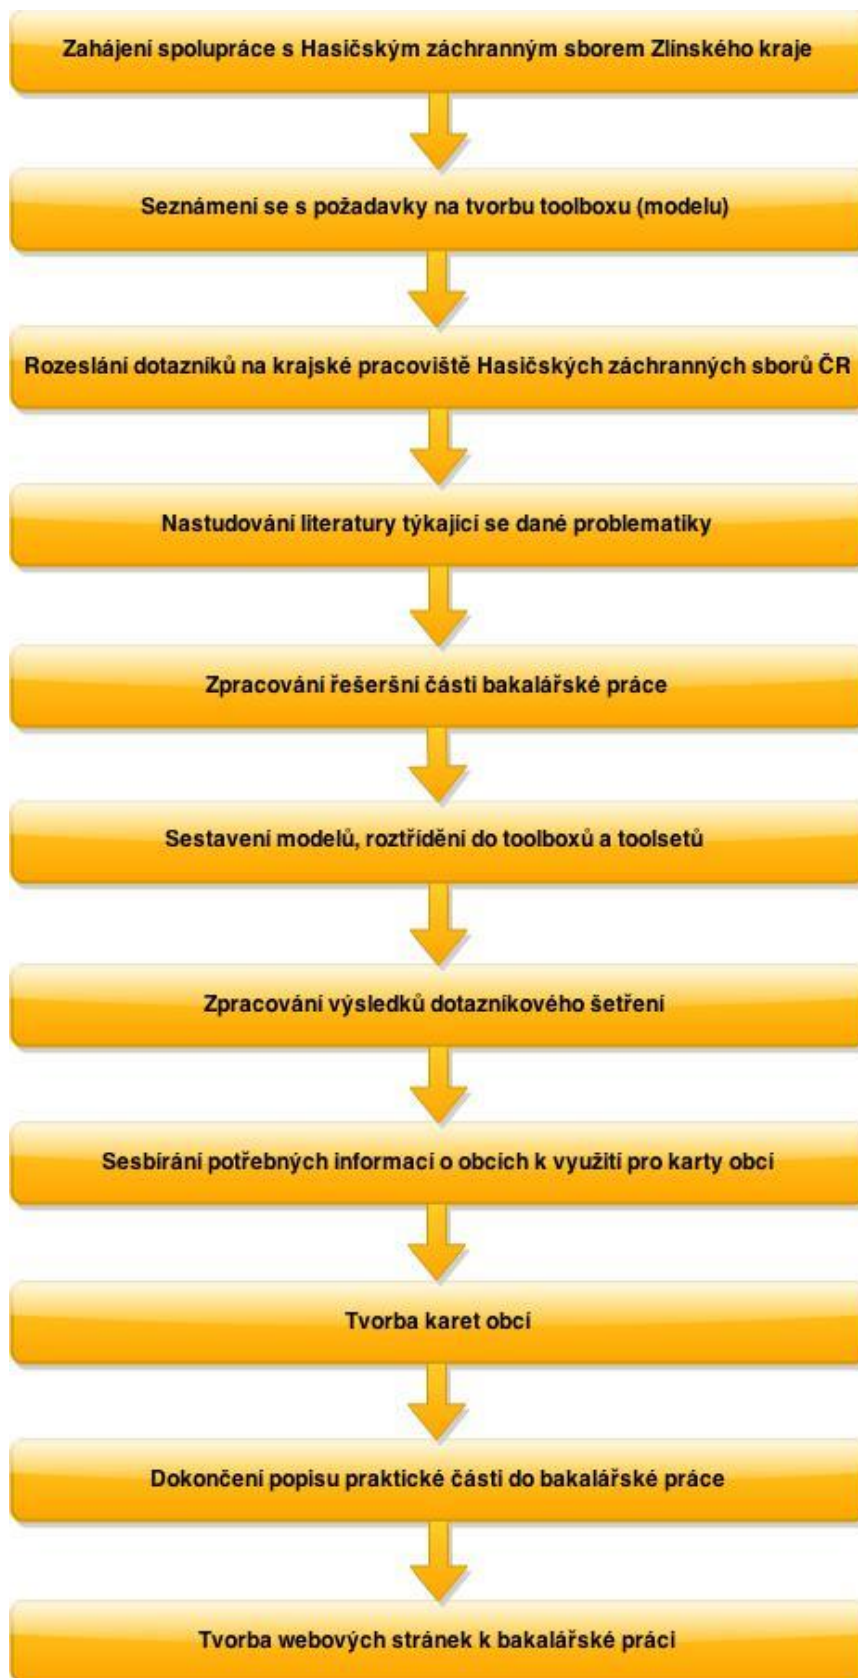 Zahájení spolupráce s Hasičským záchranným sborem Zlínského kraje
Seznámení se s požadavky na tvorbu toolboxu (modelu)
Rozeslání dotazníků na krajské pracoviště Hasičských záchranných sborů ČR
Nastudování literatury týkající se dané problematiky
Zpracování řešeršní části bakalářské práce
Sestavení modelů, roztřídění do toolboxů a toolsetů
Zpracování výsledků dotazníkového šetření
Sesbírání potřebných informací o obcích k využití pro karty obcí
Tvorba karet obcí
Dokončení popisu praktické části do bakalářské práce
Tvorba webových stránek k bakalářské práci